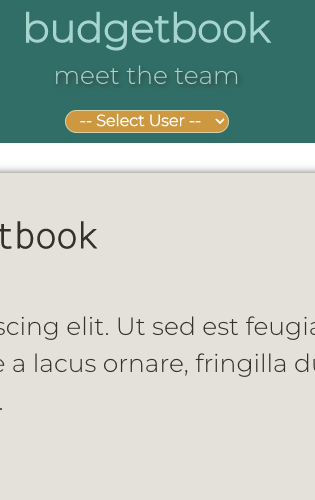 budgetbook
meet the team
-- Select User --
tbook
scing elit. Ut sed est feugia
e a lacus ornare, fringilla du
.